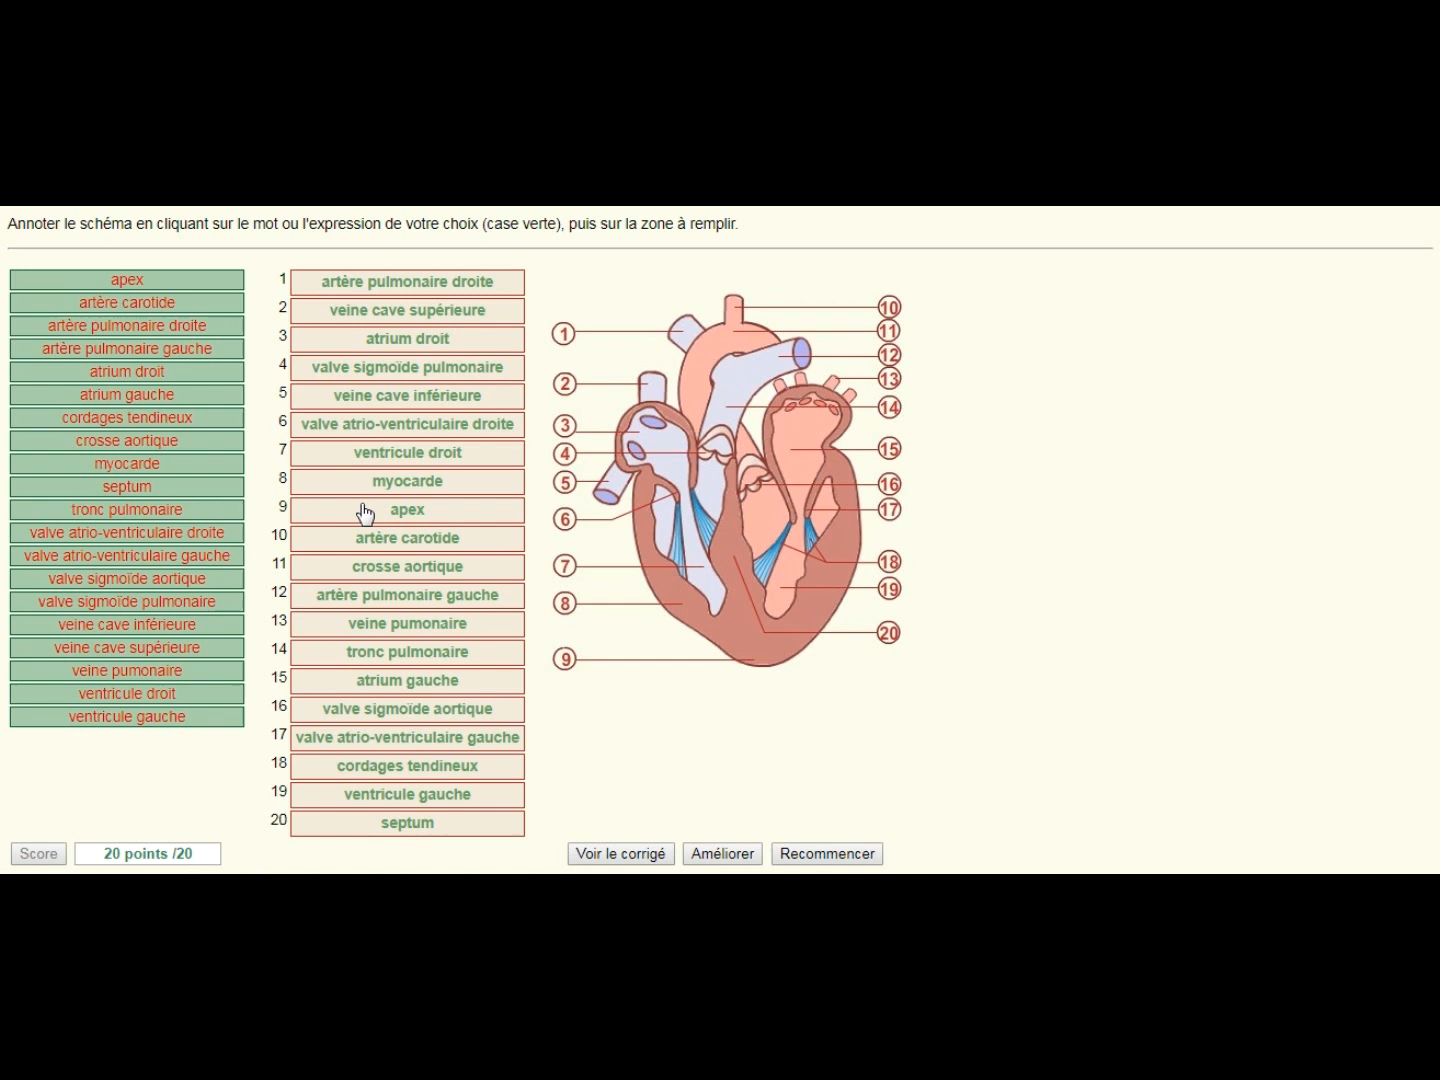 Annoter le schéma en cliquant sur le mot ou l'expression de votre choix (case verte), puis sur la zone à remplir.
apex
artère carotide
artère pulmonaire droite
artère pulmonaire gauche
atrium droit
atrium gauche
cordages tendineux
crosse aortique
myocarde
septum
tronc pulmonaire
valve atrio-ventriculaire droite
valve atrio-ventriculaire gauche
valve sigmoïde aortique
valve sigmoïde pulmonaire
veine cave inférieure
veine cave supérieure
veine pumonaire
ventricule droit
ventricule gauche
1 artère pulmonaire droite
2 veine cave supérieure
3 atrium droit
4 valve sigmoïde pulmonaire
5 veine cave inférieure
6 valve atrio-ventriculaire droite
7 ventricule droit
8 myocarde
9 apex
10 artère carotide
11 crosse aortique
12 artère pulmonaire gauche
13 veine pumonaire
14 tronc pulmonaire
15 atrium gauche
16 valve sigmoïde aortique
17 valve atrio-ventriculaire gauche
18 cordages tendineux
19 ventricule gauche
20 septum
1
2
3
4
5
6
7
8
9
10
11
12
13
14
15
16
17
18
19
20
Score 20 points /20
Voir le corrigé Améliorer Recommencer